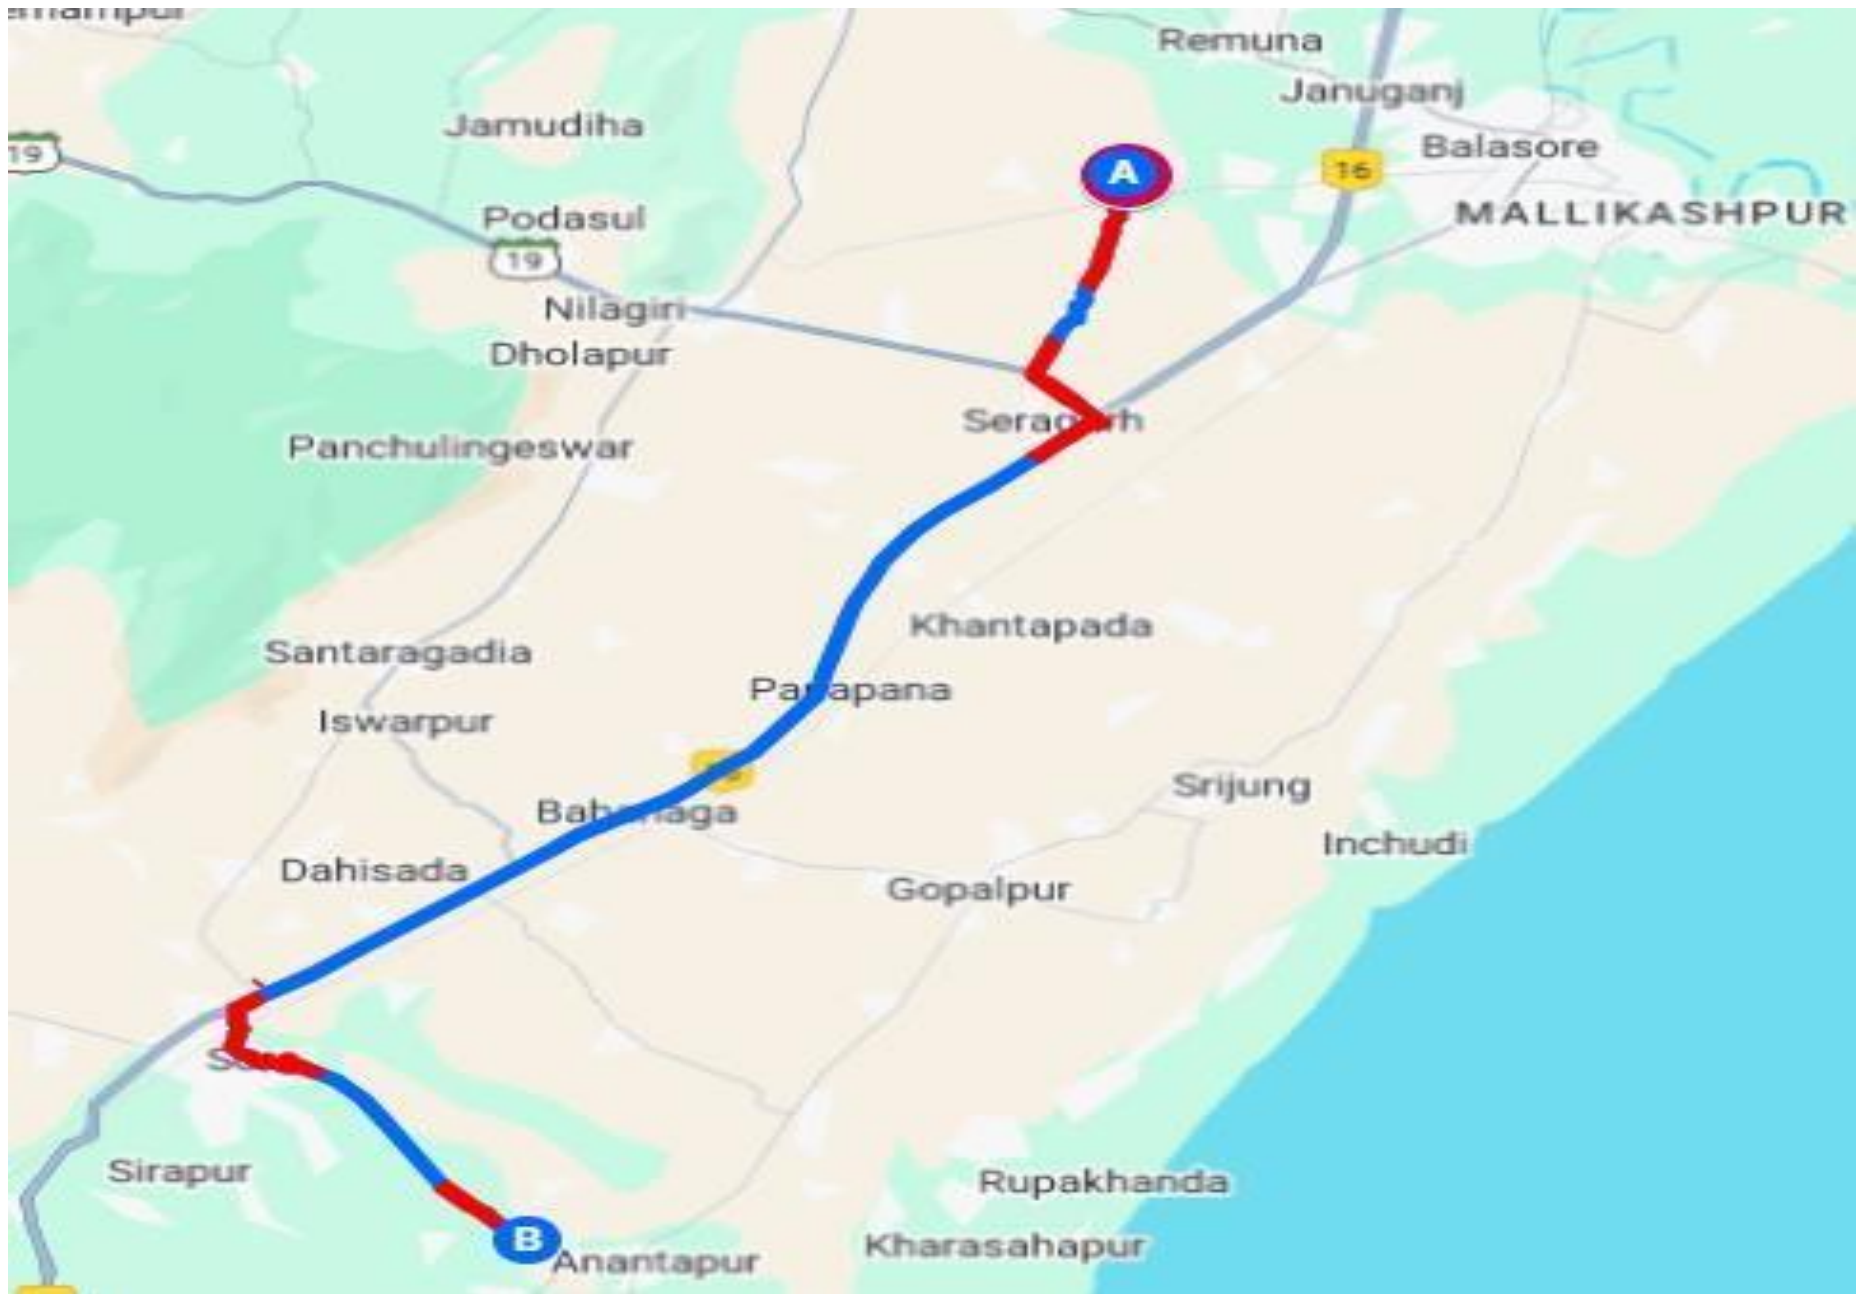 Remuna
Januganj
Jamudiha
Balasore
19
16
A
MALLIKASHPUR
Podasul
19
Nilagiri
Dholapur
Panchulingeswar
Khantapada
Santaragadia
Iswarpur
Srijung
Inchudi
Dahisada
Gopalpur
Sirapur
Rupakhanda
B
Anantapur
Kharasahapur